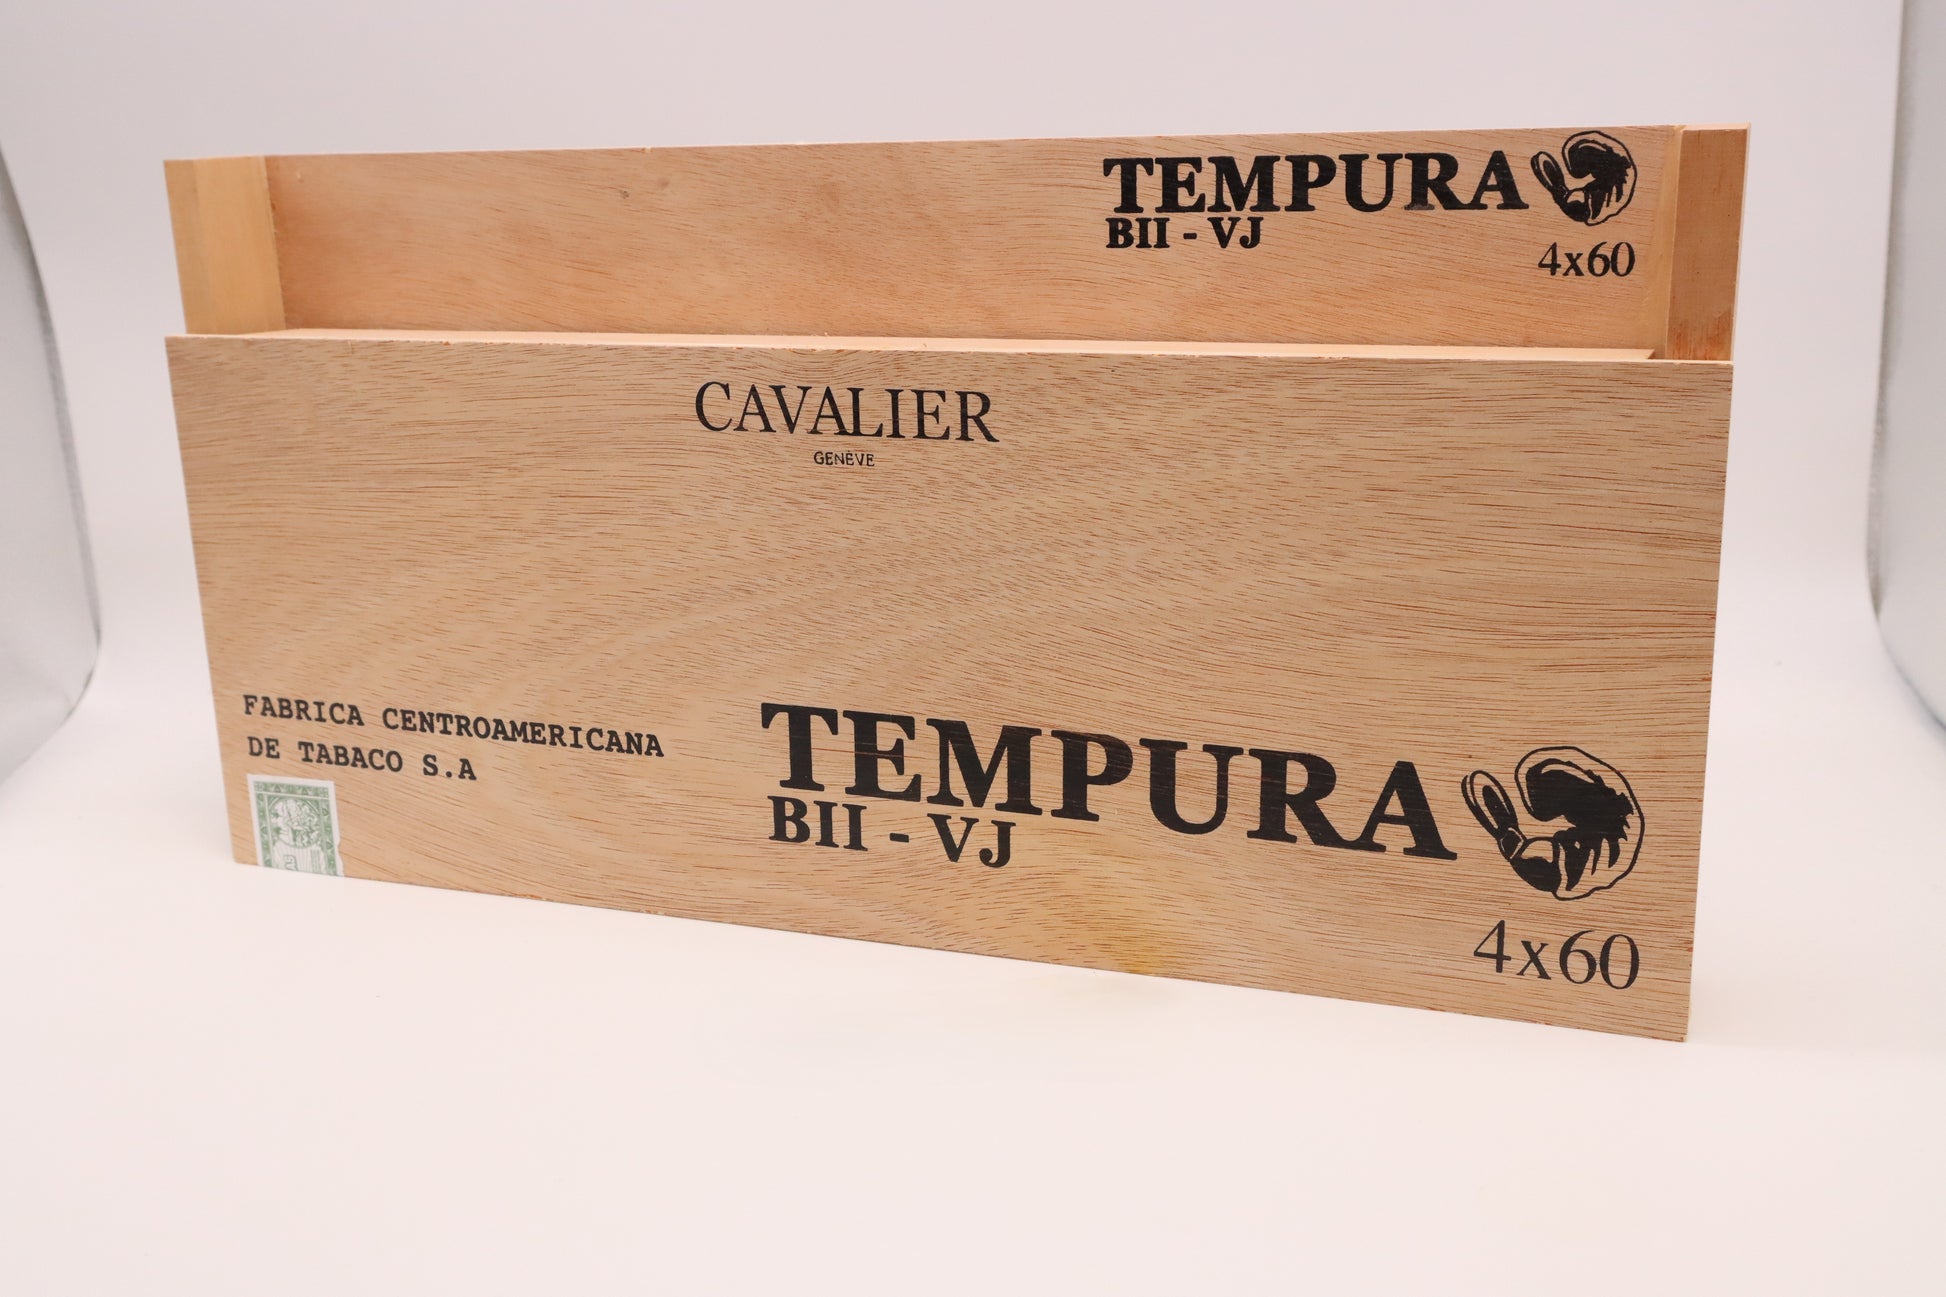 TEMPURA
BII - VJ
4x60
CAVALIER
GENÈVE
FABRICA CENTROAMERICANA
DE TABACO S.A
TEMPURA
BII - VJ
4x60